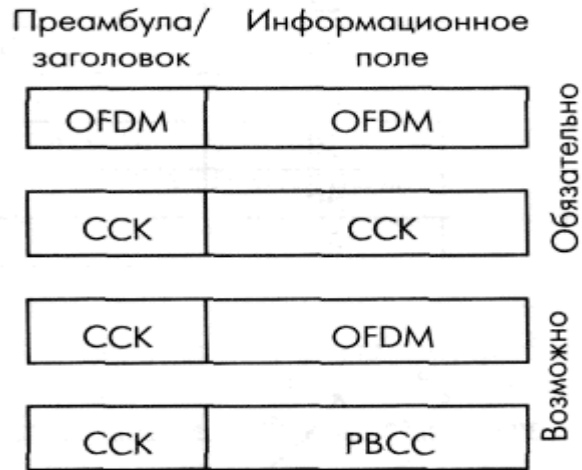 Преамбула/ Информационное
заголовок поле
OFDM OFDM
CCK CCK
Обязательно
CCK OFDM
CCK PBCC
Возможно